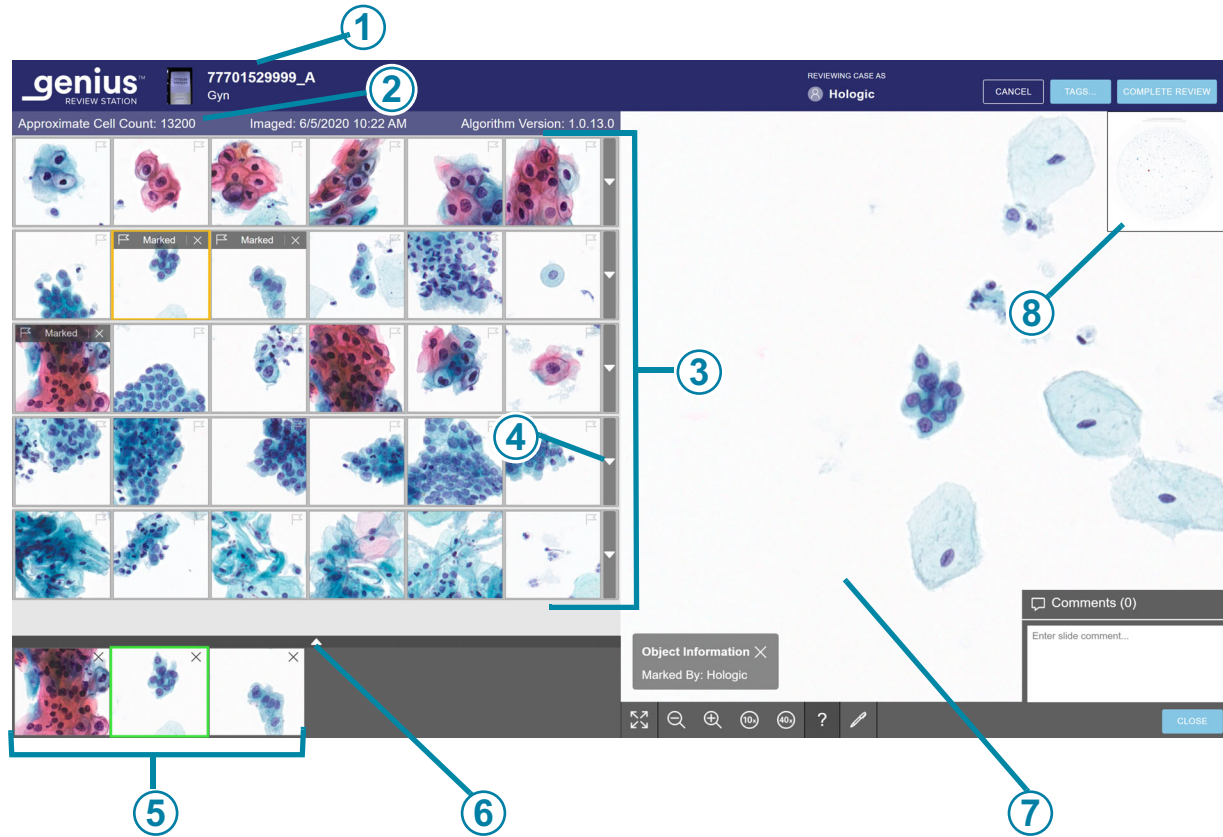 1
genius™
REVIEW STATION
77701529999_A
Gyn
2
REVIEWING CASE AS
Hologic
CANCEL
TAGS...
COMPLETE REVIEW
Approximate Cell Count: 13200
Imaged: 6/5/2020 10:22 AM
Algorithm Version: 1.0.13.0
Marked
Marked
8
Marked
3
4
Comments (0)
Enter slide comment...
Object Information
Marked By: Hologic
10x
40x
?
CLOSE
5
6
7